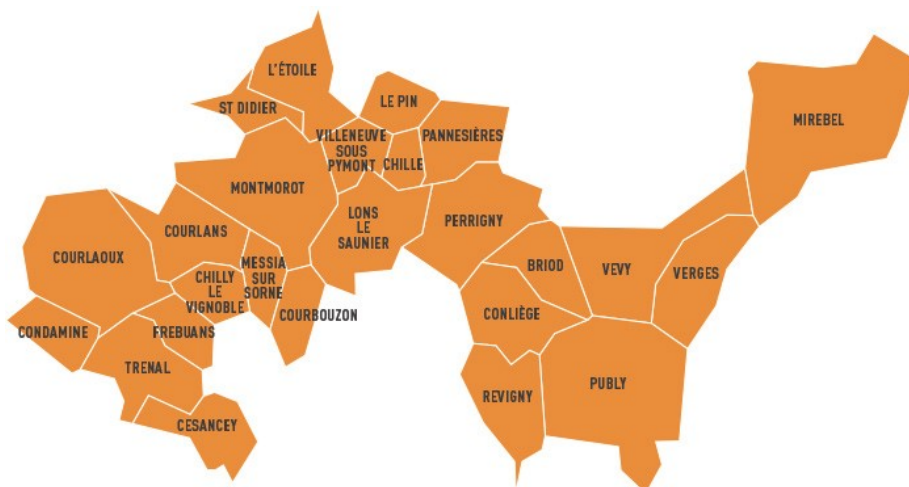 L'ÉTOILE
ST DIDIER
LE PIN
VILLENEUVE
SOUS
PYMONT
CHILLE
PANNESIÈRES
MIREBEL
MONTMOROT
LONS
LE
SAUNIER
PERRIGNY
COURLANS
COURLAOUX
MESSIA
SUR
SORNE
CHILLY
LE
VIGNOBLE
COURBOUZON
BRIOD
VEVY
VERGES
CONLIÈGE
CONDAMINE
FREBUANS
TRENAL
CESANCEY
REVIGNY
PUBLY